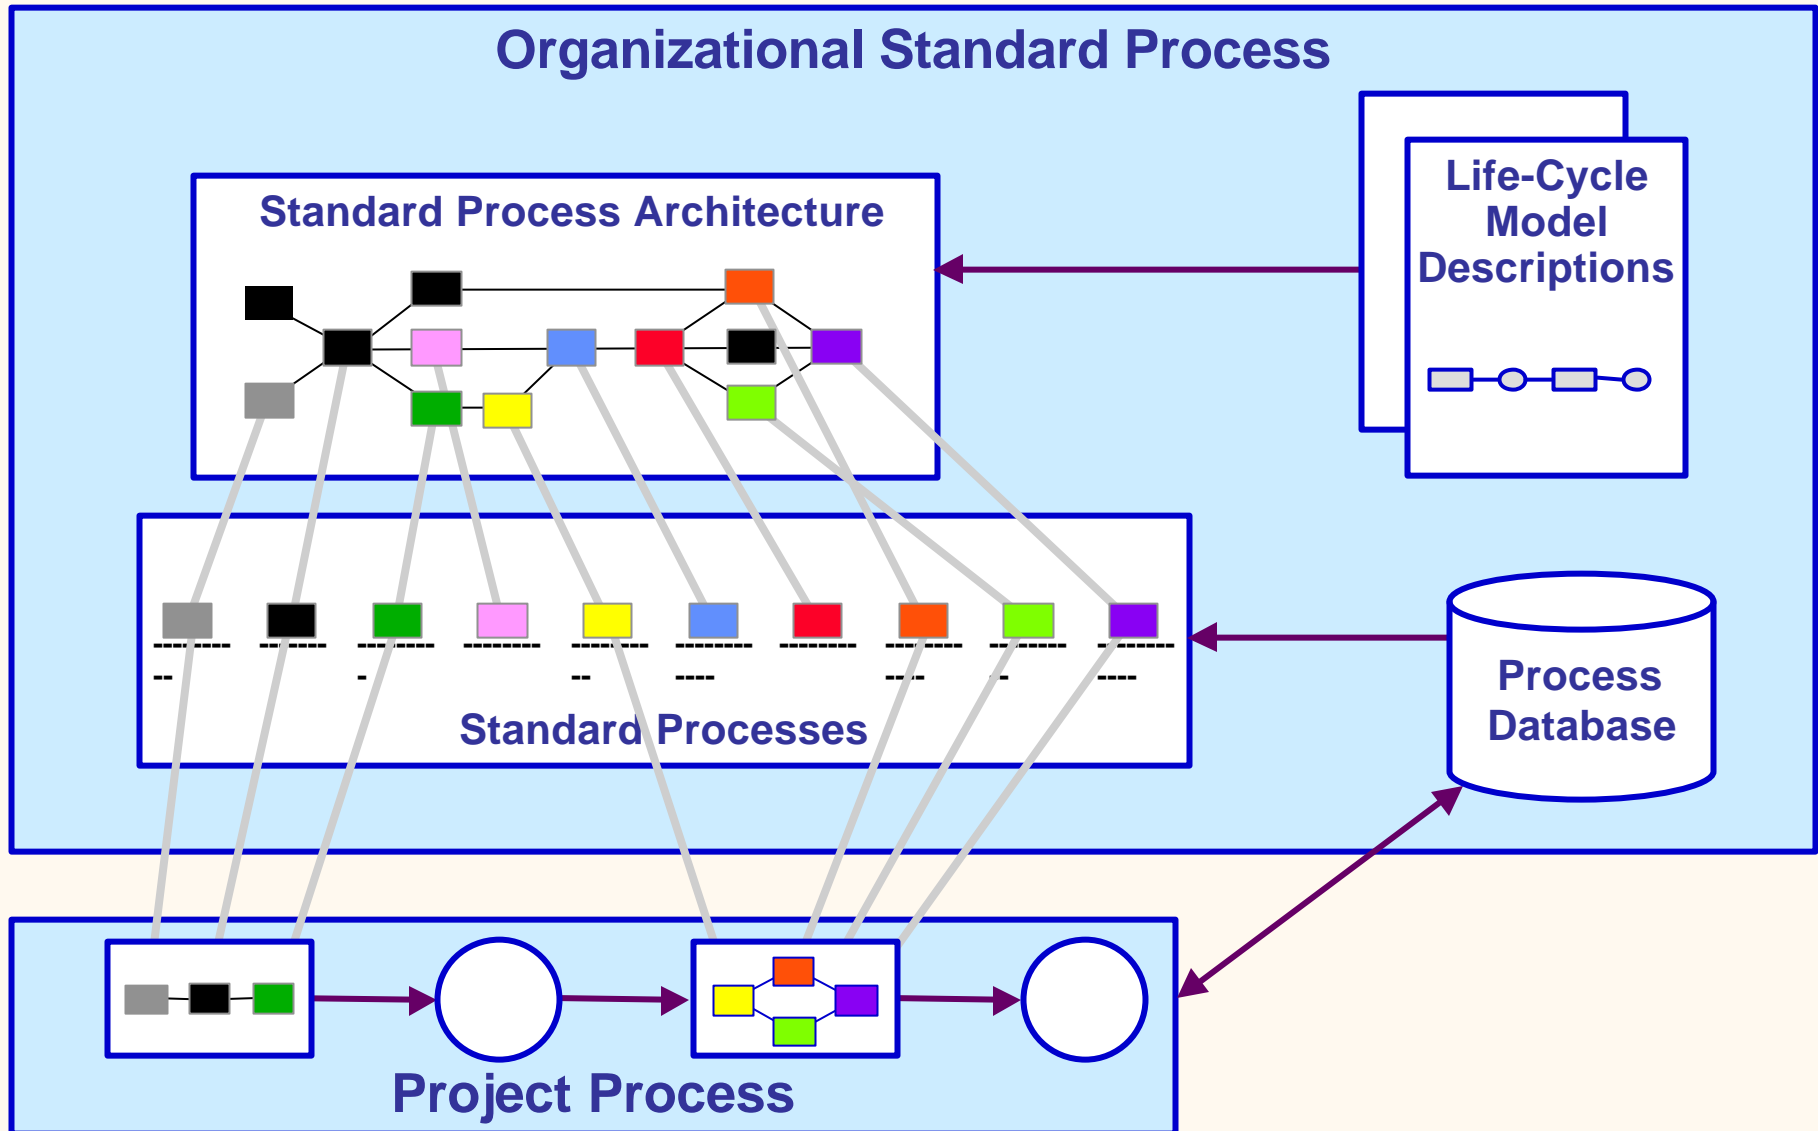 Organizational Standard Process
Life-Cycle
Model
Descriptions
Standard Process Architecture
Standard Processes
Process
Database
Project Process